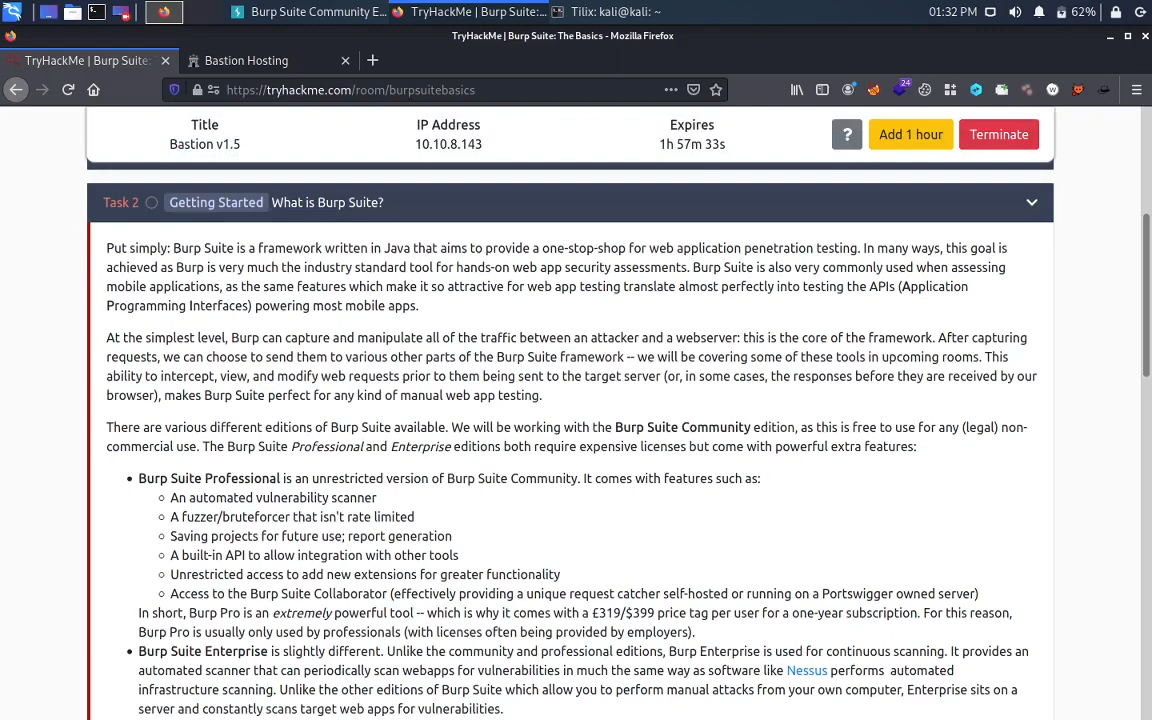 Burp Suite Community E...
TryHackMe | Burp Suite:...
Tilix: kali@kali: ~
01:32 PM
62%
TryHackMe | Burp Suite: The Basics - Mozilla Firefox
TryHackMe | Burp Suite:
Bastion Hosting
https://tryhackme.com/room/burpsuitebasics
24
Title
IP Address
Expires
Bastion v1.5
10.10.8.143
1h 57m 33s
?
Add 1 hour
Terminate
Task 2 Getting Started What is Burp Suite?
Put simply: Burp Suite is a framework written in Java that aims to provide a one-stop-shop for web application penetration testing. In many ways, this goal is
achieved as Burp is very much the industry standard tool for hands-on web app security assessments. Burp Suite is also very commonly used when assessing
mobile applications, as the same features which make it so attractive for web app testing translate almost perfectly into testing the APIs (Application
Programming Interfaces) powering most mobile apps.
At the simplest level, Burp can capture and manipulate all of the traffic between an attacker and a webserver: this is the core of the framework. After capturing
requests, we can choose to send them to various other parts of the Burp Suite framework -- we will be covering some of these tools in upcoming rooms. This
ability to intercept, view, and modify web requests prior to them being sent to the target server (or, in some cases, the responses before they are received by our
browser), makes Burp Suite perfect for any kind of manual web app testing.
There are various different editions of Burp Suite available. We will be working with the Burp Suite Community edition, as this is free to use for any (legal) non-
commercial use. The Burp Suite Professional and Enterprise editions both require expensive licenses but come with powerful extra features:
• Burp Suite Professional is an unrestricted version of Burp Suite Community. It comes with features such as:
○ An automated vulnerability scanner
○ A fuzzer/bruteforcer that isn't rate limited
○ Saving projects for future use; report generation
○ A built-in API to allow integration with other tools
○ Unrestricted access to add new extensions for greater functionality
○ Access to the Burp Suite Collaborator (effectively providing a unique request catcher self-hosted or running on a Portswigger owned server)
In short, Burp Pro is an extremely powerful tool -- which is why it comes with a £319/$399 price tag per user for a one-year subscription. For this reason,
Burp Pro is usually only used by professionals (with licenses often being provided by employers).
• Burp Suite Enterprise is slightly different. Unlike the community and professional editions, Burp Enterprise is used for continuous scanning. It provides an
automated scanner that can periodically scan webapps for vulnerabilities in much the same way as software like Nessus performs automated
infrastructure scanning. Unlike the other editions of Burp Suite which allow you to perform manual attacks from your own computer, Enterprise sits on a
server and constantly scans target web apps for vulnerabilities.